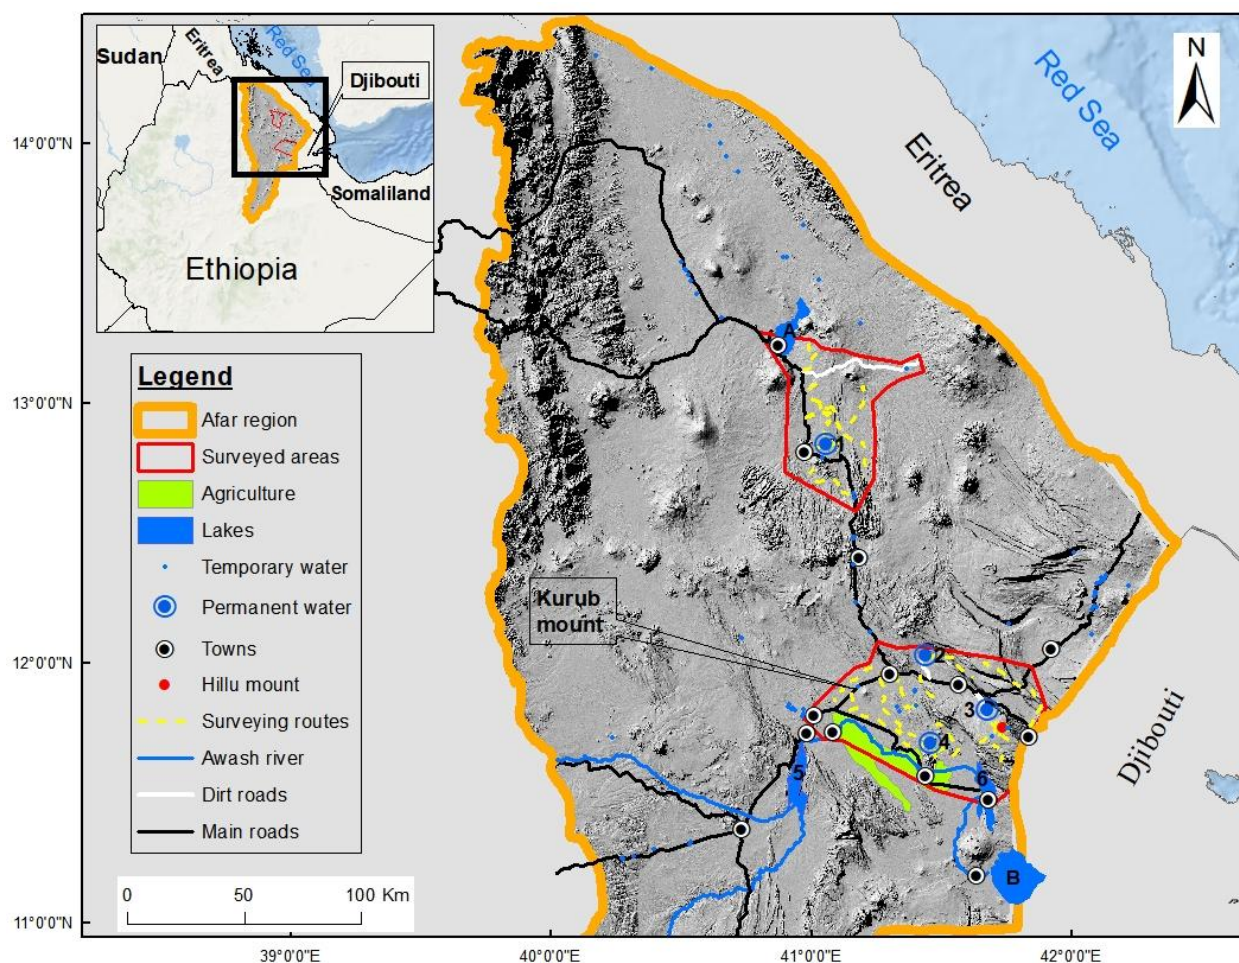 Sudan
Eritrea
Red Sea
Djibouti
Somaliland
Ethiopia
N
Red Sea
Eritrea
Djibouti
14°0'0"N
13°0'0"N
12°0'0"N
11°0'0"N
A
Kurub
mount
2
3
4
5
6
B
Legend
Afar region
Surveyed areas
Agriculture
Lakes
Temporary water
Permanent water
Towns
Hillu mount
Surveying routes
Awash river
Dirt roads
Main roads
0 50 100 Km
39°0'0"E
40°0'0"E
41°0'0"E
42°0'0"E